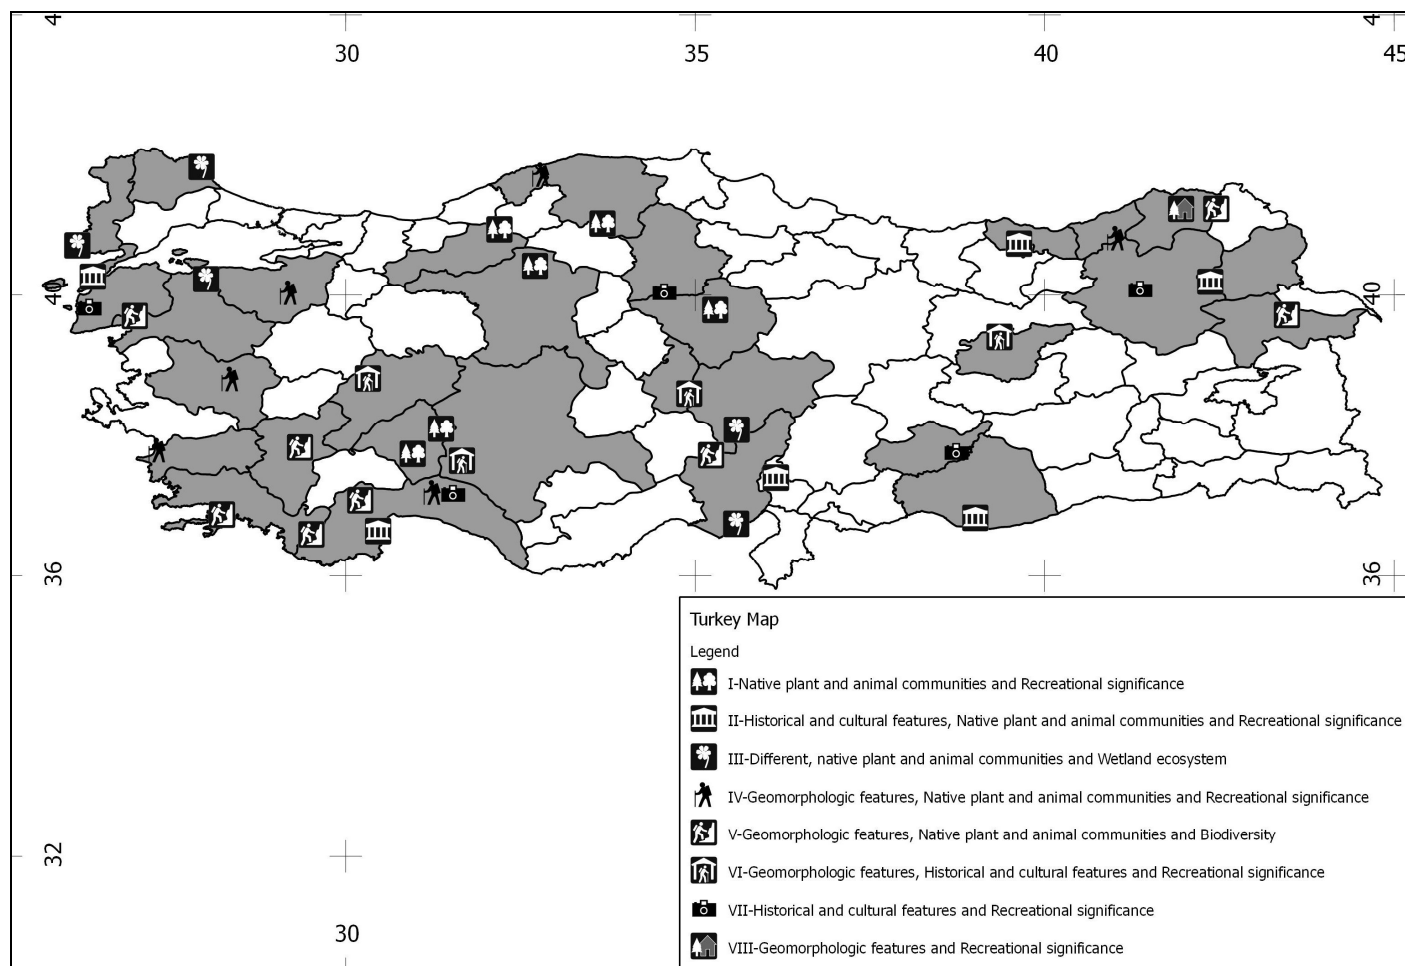 4
4
30
35
40
45
40
40
36
36
32
30
Turkey Map
Legend
I-Native plant and animal communities and Recreational significance
II-Historical and cultural features, Native plant and animal communities and Recreational significance
III-Different, native plant and animal communities and Wetland ecosystem
IV-Geomorphologic features, Native plant and animal communities and Recreational significance
V-Geomorphologic features, Native plant and animal communities and Biodiversity
VI-Geomorphologic features, Historical and cultural features and Recreational significance
VII-Historical and cultural features and Recreational significance
VIII-Geomorphologic features and Recreational significance